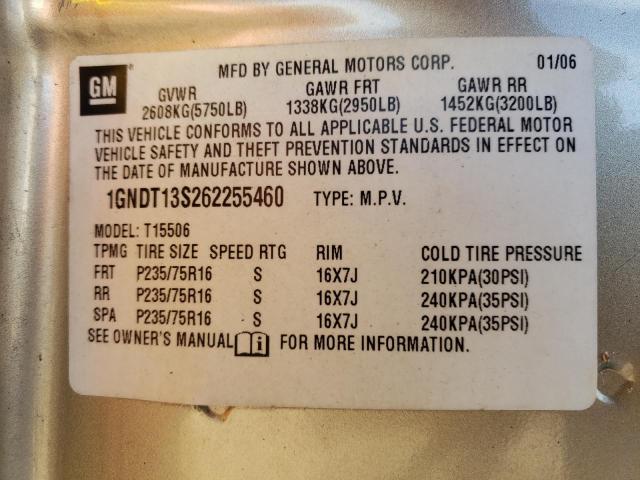 GM MFD BY GENERAL MOTORS CORP. 01/06
GVWR GAWR FRT GAWR RR
2608KG(5750LB) 1338KG(2950LB) 1452KG(3200LB)
THIS VEHICLE CONFORMS TO ALL APPLICABLE U.S. FEDERAL MOTOR
VEHICLE SAFETY AND THEFT PREVENTION STANDARDS IN EFFECT ON
THE DATE OF MANUFACTURE SHOWN ABOVE.
1GNDT13S262255460 TYPE: M.P.V.
MODEL: T15506
TPMG TIRE SIZE SPEED RTG RIM COLD TIRE PRESSURE
FRT P235/75R16 S 16X7J 210KPA(30PSI)
RR P235/75R16 S 16X7J 240KPA(35PSI)
SPA P235/75R16 S 16X7J 240KPA(35PSI)
SEE OWNER'S MANUAL i FOR MORE INFORMATION.